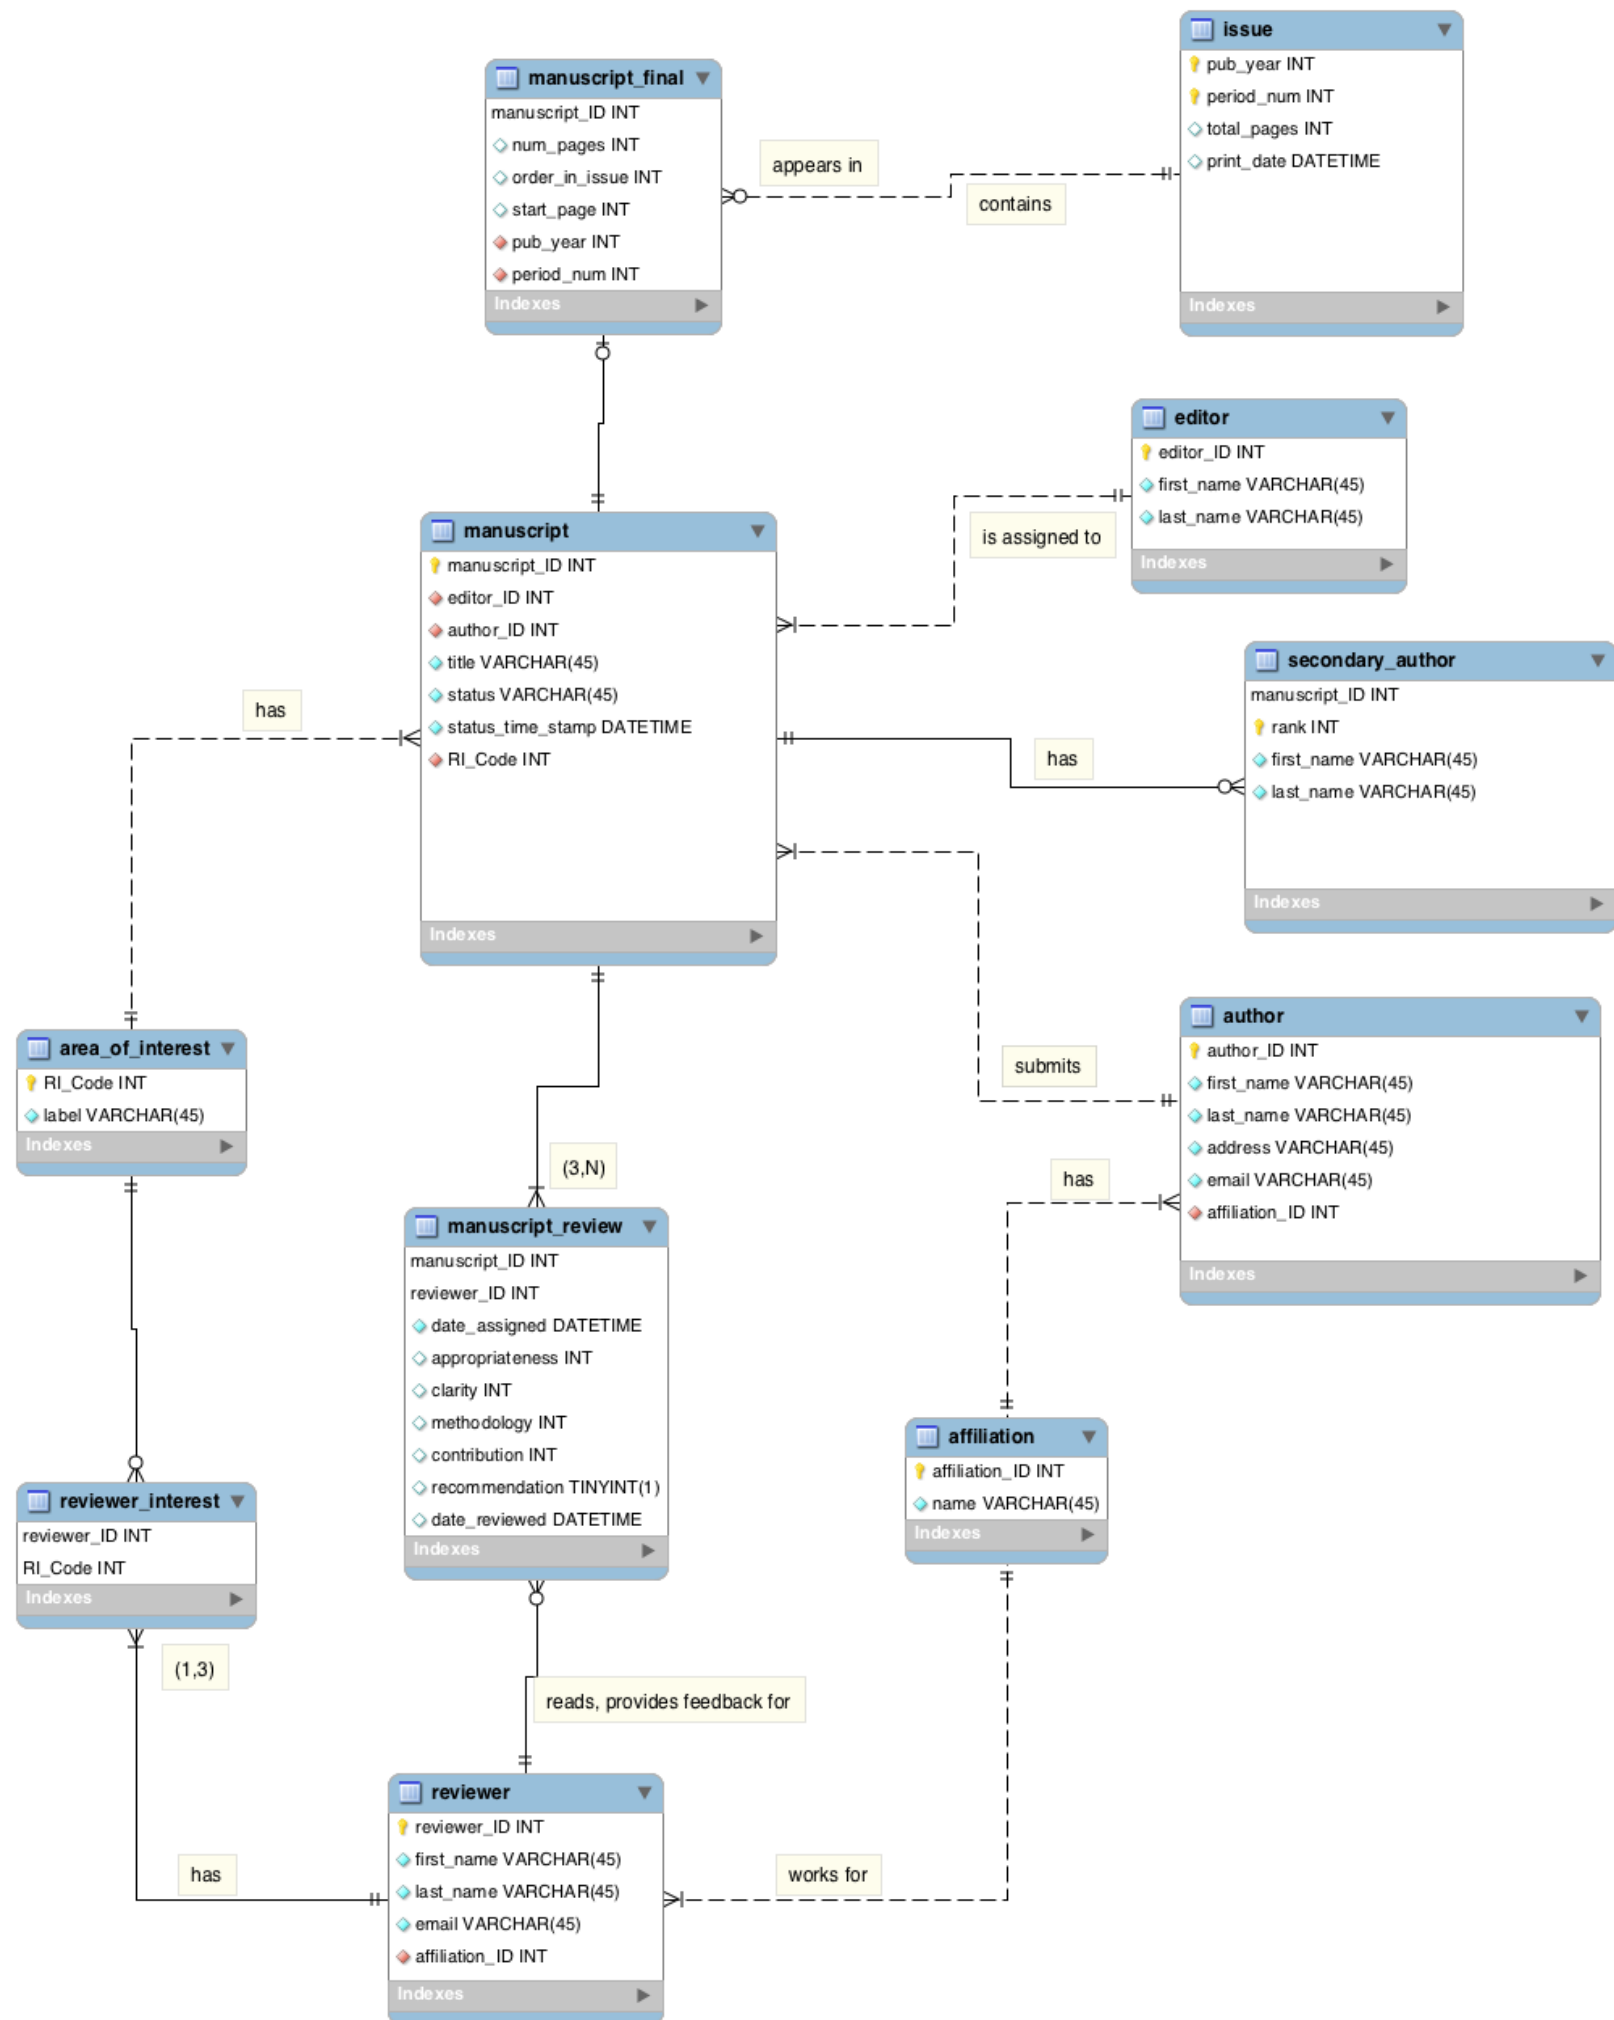 issue
pub_year INT
period_num INT
total_pages INT
print_date DATETIME
Indexes
manuscript_final
manuscript_ID INT
num_pages INT
order_in_issue INT
start_page INT
pub_year INT
period_num INT
Indexes
appears in
contains
editor
editor_ID INT
first_name VARCHAR(45)
last_name VARCHAR(45)
Indexes
is assigned to
manuscript
manuscript_ID INT
editor_ID INT
author_ID INT
title VARCHAR(45)
status VARCHAR(45)
status_time_stamp DATETIME
RI_Code INT
Indexes
secondary_author
manuscript_ID INT
rank INT
first_name VARCHAR(45)
last_name VARCHAR(45)
Indexes
has
has
author
author_ID INT
first_name VARCHAR(45)
last_name VARCHAR(45)
address VARCHAR(45)
email VARCHAR(45)
affiliation_ID INT
Indexes
submits
has
area_of_interest
RI_Code INT
label VARCHAR(45)
Indexes
(3,N)
manuscript_review
manuscript_ID INT
reviewer_ID INT
date_assigned DATETIME
appropriateness INT
clarity INT
methodology INT
contribution INT
recommendation TINYINT(1)
date_reviewed DATETIME
Indexes
affiliation
affiliation_ID INT
name VARCHAR(45)
Indexes
reviewer_interest
reviewer_ID INT
RI_Code INT
Indexes
(1,3)
reads, provides feedback for
reviewer
reviewer_ID INT
first_name VARCHAR(45)
last_name VARCHAR(45)
email VARCHAR(45)
affiliation_ID INT
Indexes
has
works for